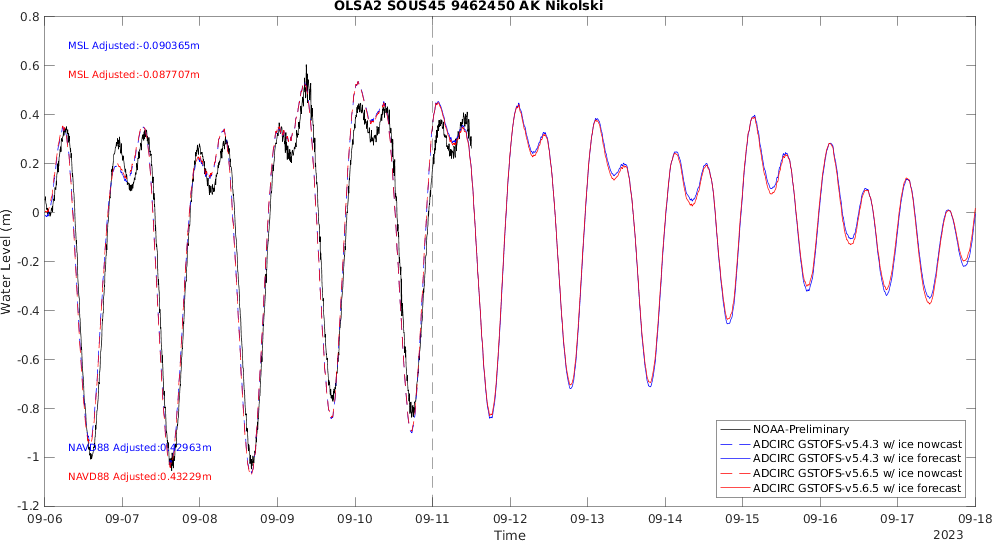 OLSA2 SOUS45 9462450 AK Nikolski
MSL Adjusted:-0.090365m
MSL Adjusted:-0.087707m
NAVD88 Adjusted:0.42963m
NAVD88 Adjusted:0.43229m
Water Level (m)
0.8
0.6
0.4
0.2
0
-0.2
-0.4
-0.6
-0.8
-1
-1.2
NOAA-Preliminary
ADCIRC GSTOFS-v5.4.3 w/ ice nowcast
ADCIRC GSTOFS-v5.4.3 w/ ice forecast
ADCIRC GSTOFS-v5.6.5 w/ ice nowcast
ADCIRC GSTOFS-v5.6.5 w/ ice forecast
09-06 09-07 09-08 09-09 09-10 09-11 09-12 09-13 09-14 09-15 09-16 09-17 09-18
Time
2023